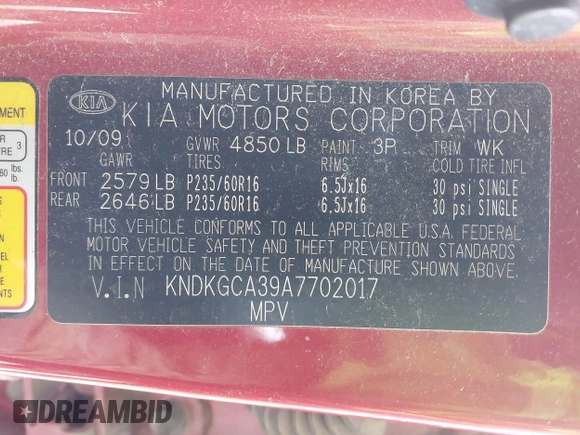 MANUFACTURED IN KOREA BY
KIA KIA MOTORS CORPORATION
10/09 GVWR 4850 LB PAINT 3R TRIM WK
GAWR TIRES RIMS COLD TIRE INFL
FRONT 2579 LB P235/60R16 6.5Jx16 30 psi SINGLE
REAR 2646 LB P235/60R16 6.5Jx16 30 psi SINGLE
THIS VEHICLE CONFORMS TO ALL APPLICABLE U.S.A. FEDERAL
MOTOR VEHICLE SAFETY AND THEFT PREVENTION STANDARDS
IN EFFECT ON THE DATE OF MANUFACTURE SHOWN ABOVE.
V.I.N KNDKGCA39A7702017
MPV
DREAMBID